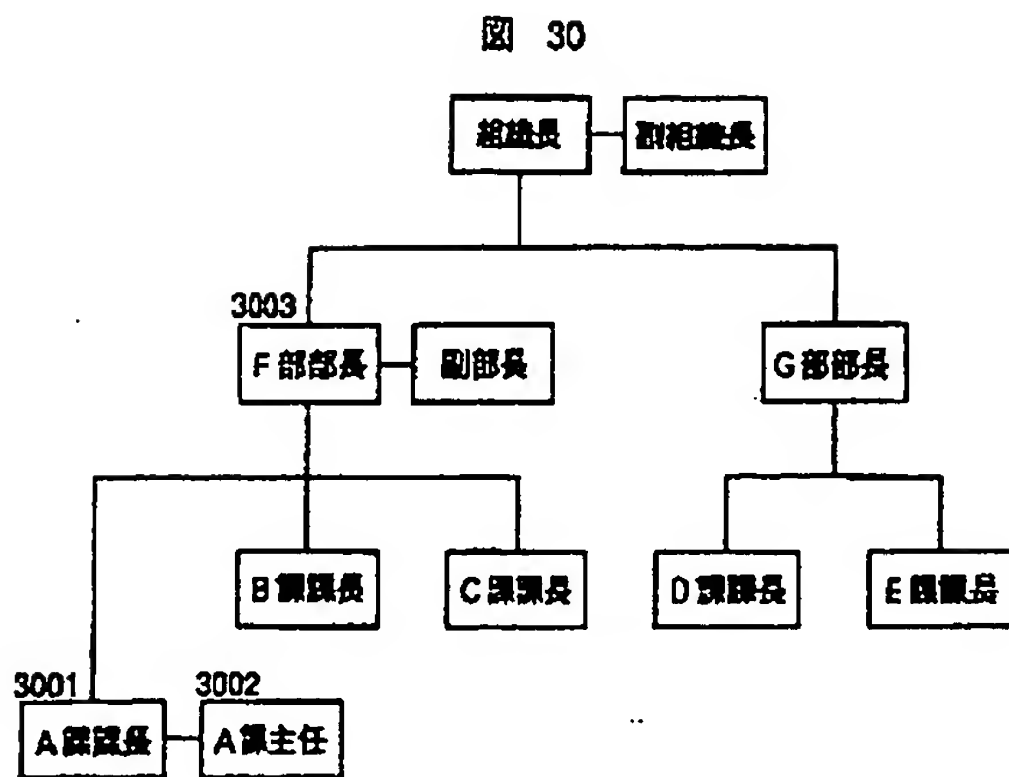 図 30
組織長
副組織長
3003
F部部長
副部長
G部部長
B課課長
C課課長
D課課長
E課課長
3001
3002
A課課長
A課主任